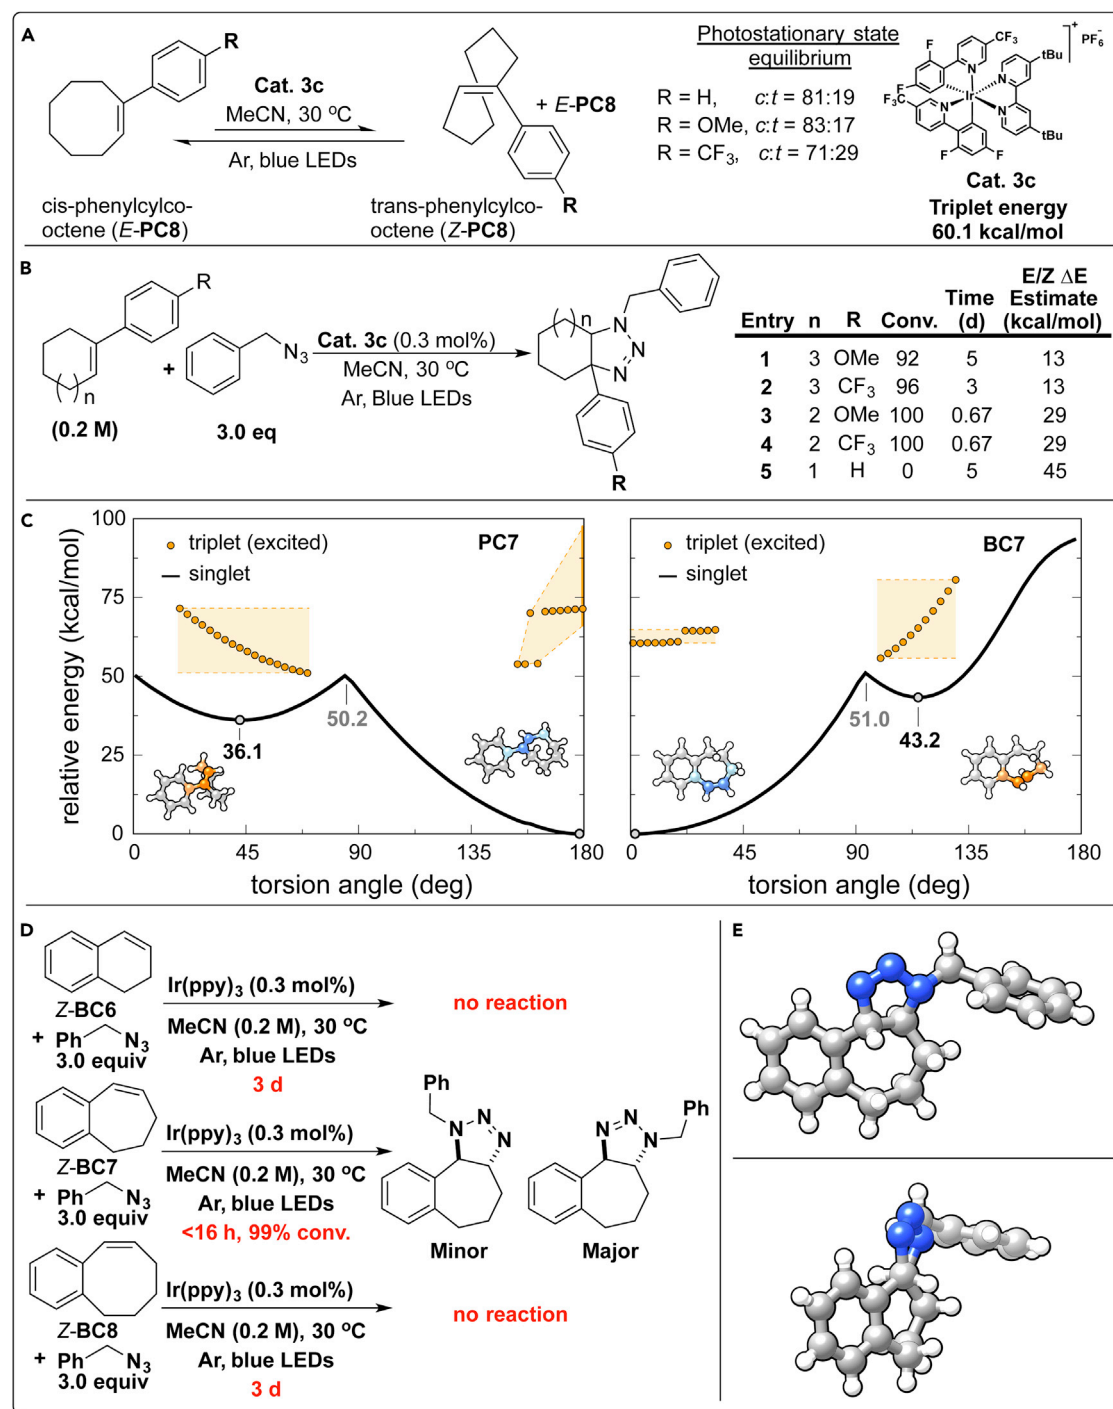 A
R
Cat. 3c
MeCN, 30 ºC
Ar, blue LEDs
cis-phenylcylco-
octene (E-PC8)
+ E-PC8
R
trans-phenylcylco-
octene (Z-PC8)
Photostationary state
equilibrium
R = H, c:t = 81:19
R = OMe, c:t = 83:17
R = CF3, c:t = 71:29
F
CF3
tBu
+
PF6-
N
N
F
F3C
Ir
N
N
tBu
F
F
Cat. 3c
Triplet energy
60.1 kcal/mol
B
R
( )n
(0.2 M)
+
N3
3.0 eq
Cat. 3c (0.3 mol%)
MeCN, 30 ºC
Ar, Blue LEDs
( )n
N
N
N
R
Entry n R Conv. Time (d) E/Z ΔE Estimate (kcal/mol)
1 3 OMe 92 5 13
2 3 CF3 96 3 13
3 2 OMe 100 0.67 29
4 2 CF3 100 0.67 29
5 1 H 0 5 45
C
relative energy (kcal/mol)
100
75
50
25
0
triplet (excited)
singlet
PC7
36.1
50.2
0 45 90 135 180
torsion angle (deg)
triplet (excited)
singlet
BC7
51.0
43.2
0 45 90 135 180
torsion angle (deg)
D
Z-BC6
+ Ph N3
3.0 equiv
Ir(ppy)3 (0.3 mol%)
MeCN (0.2 M), 30 ºC
Ar, blue LEDs
3 d
no reaction
Z-BC7
+ Ph N3
3.0 equiv
Ir(ppy)3 (0.3 mol%)
MeCN (0.2 M), 30 ºC
Ar, blue LEDs
<16 h, 99% conv.
Ph
N
N
N
Minor
N
N
N
Ph
Major
Z-BC8
+ Ph N3
3.0 equiv
Ir(ppy)3 (0.3 mol%)
MeCN (0.2 M), 30 ºC
Ar, blue LEDs
3 d
no reaction
E